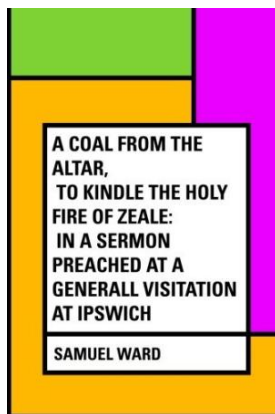 A COAL FROM THE
ALTAR,
TO KINDLE THE HOLY
FIRE OF ZEALE:
IN A SERMON
PREACHED AT A
GENERALL VISITATION
AT IPSWICH
SAMUEL WARD